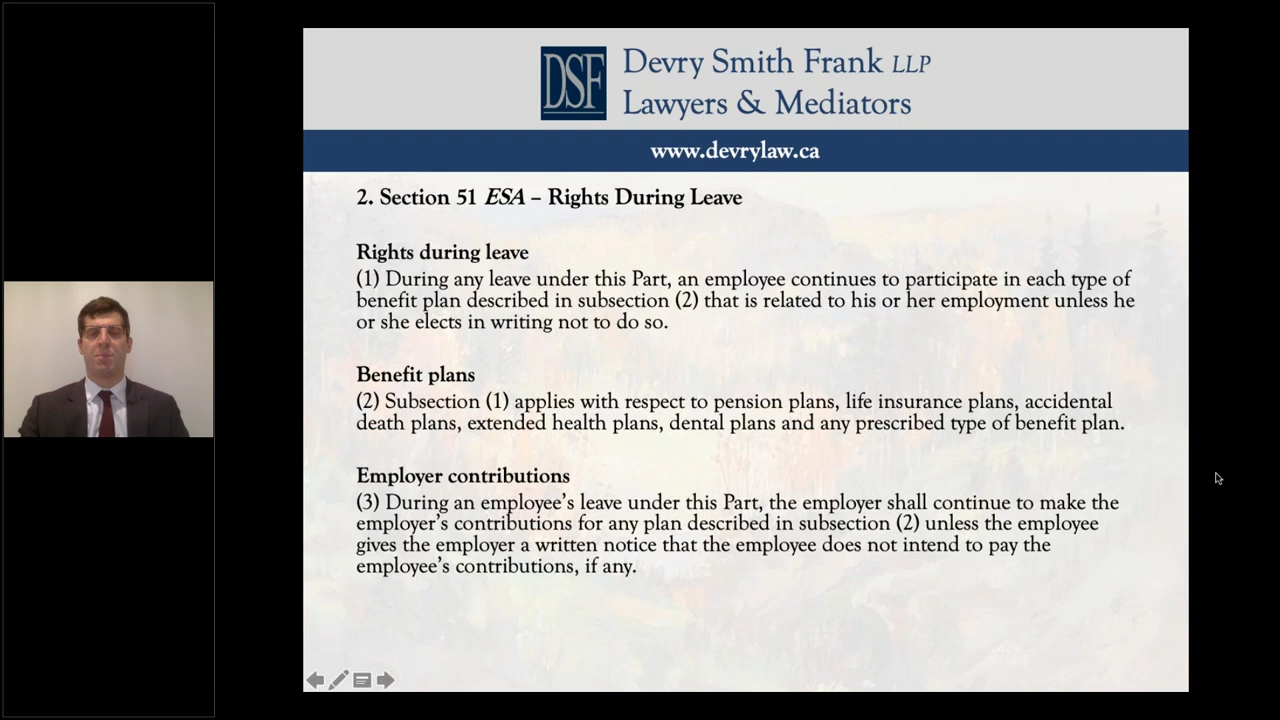 DSF
Devry Smith Frank LLP
Lawyers & Mediators
www.devrylaw.ca
2. Section 51 ESA – Rights During Leave
Rights during leave
(1) During any leave under this Part, an employee continues to participate in each type of
benefit plan described in subsection (2) that is related to his or her employment unless he
or she elects in writing not to do so.
Benefit plans
(2) Subsection (1) applies with respect to pension plans, life insurance plans, accidental
death plans, extended health plans, dental plans and any prescribed type of benefit plan.
Employer contributions
(3) During an employee’s leave under this Part, the employer shall continue to make the
employer’s contributions for any plan described in subsection (2) unless the employee
gives the employer a written notice that the employee does not intend to pay the
employee’s contributions, if any.